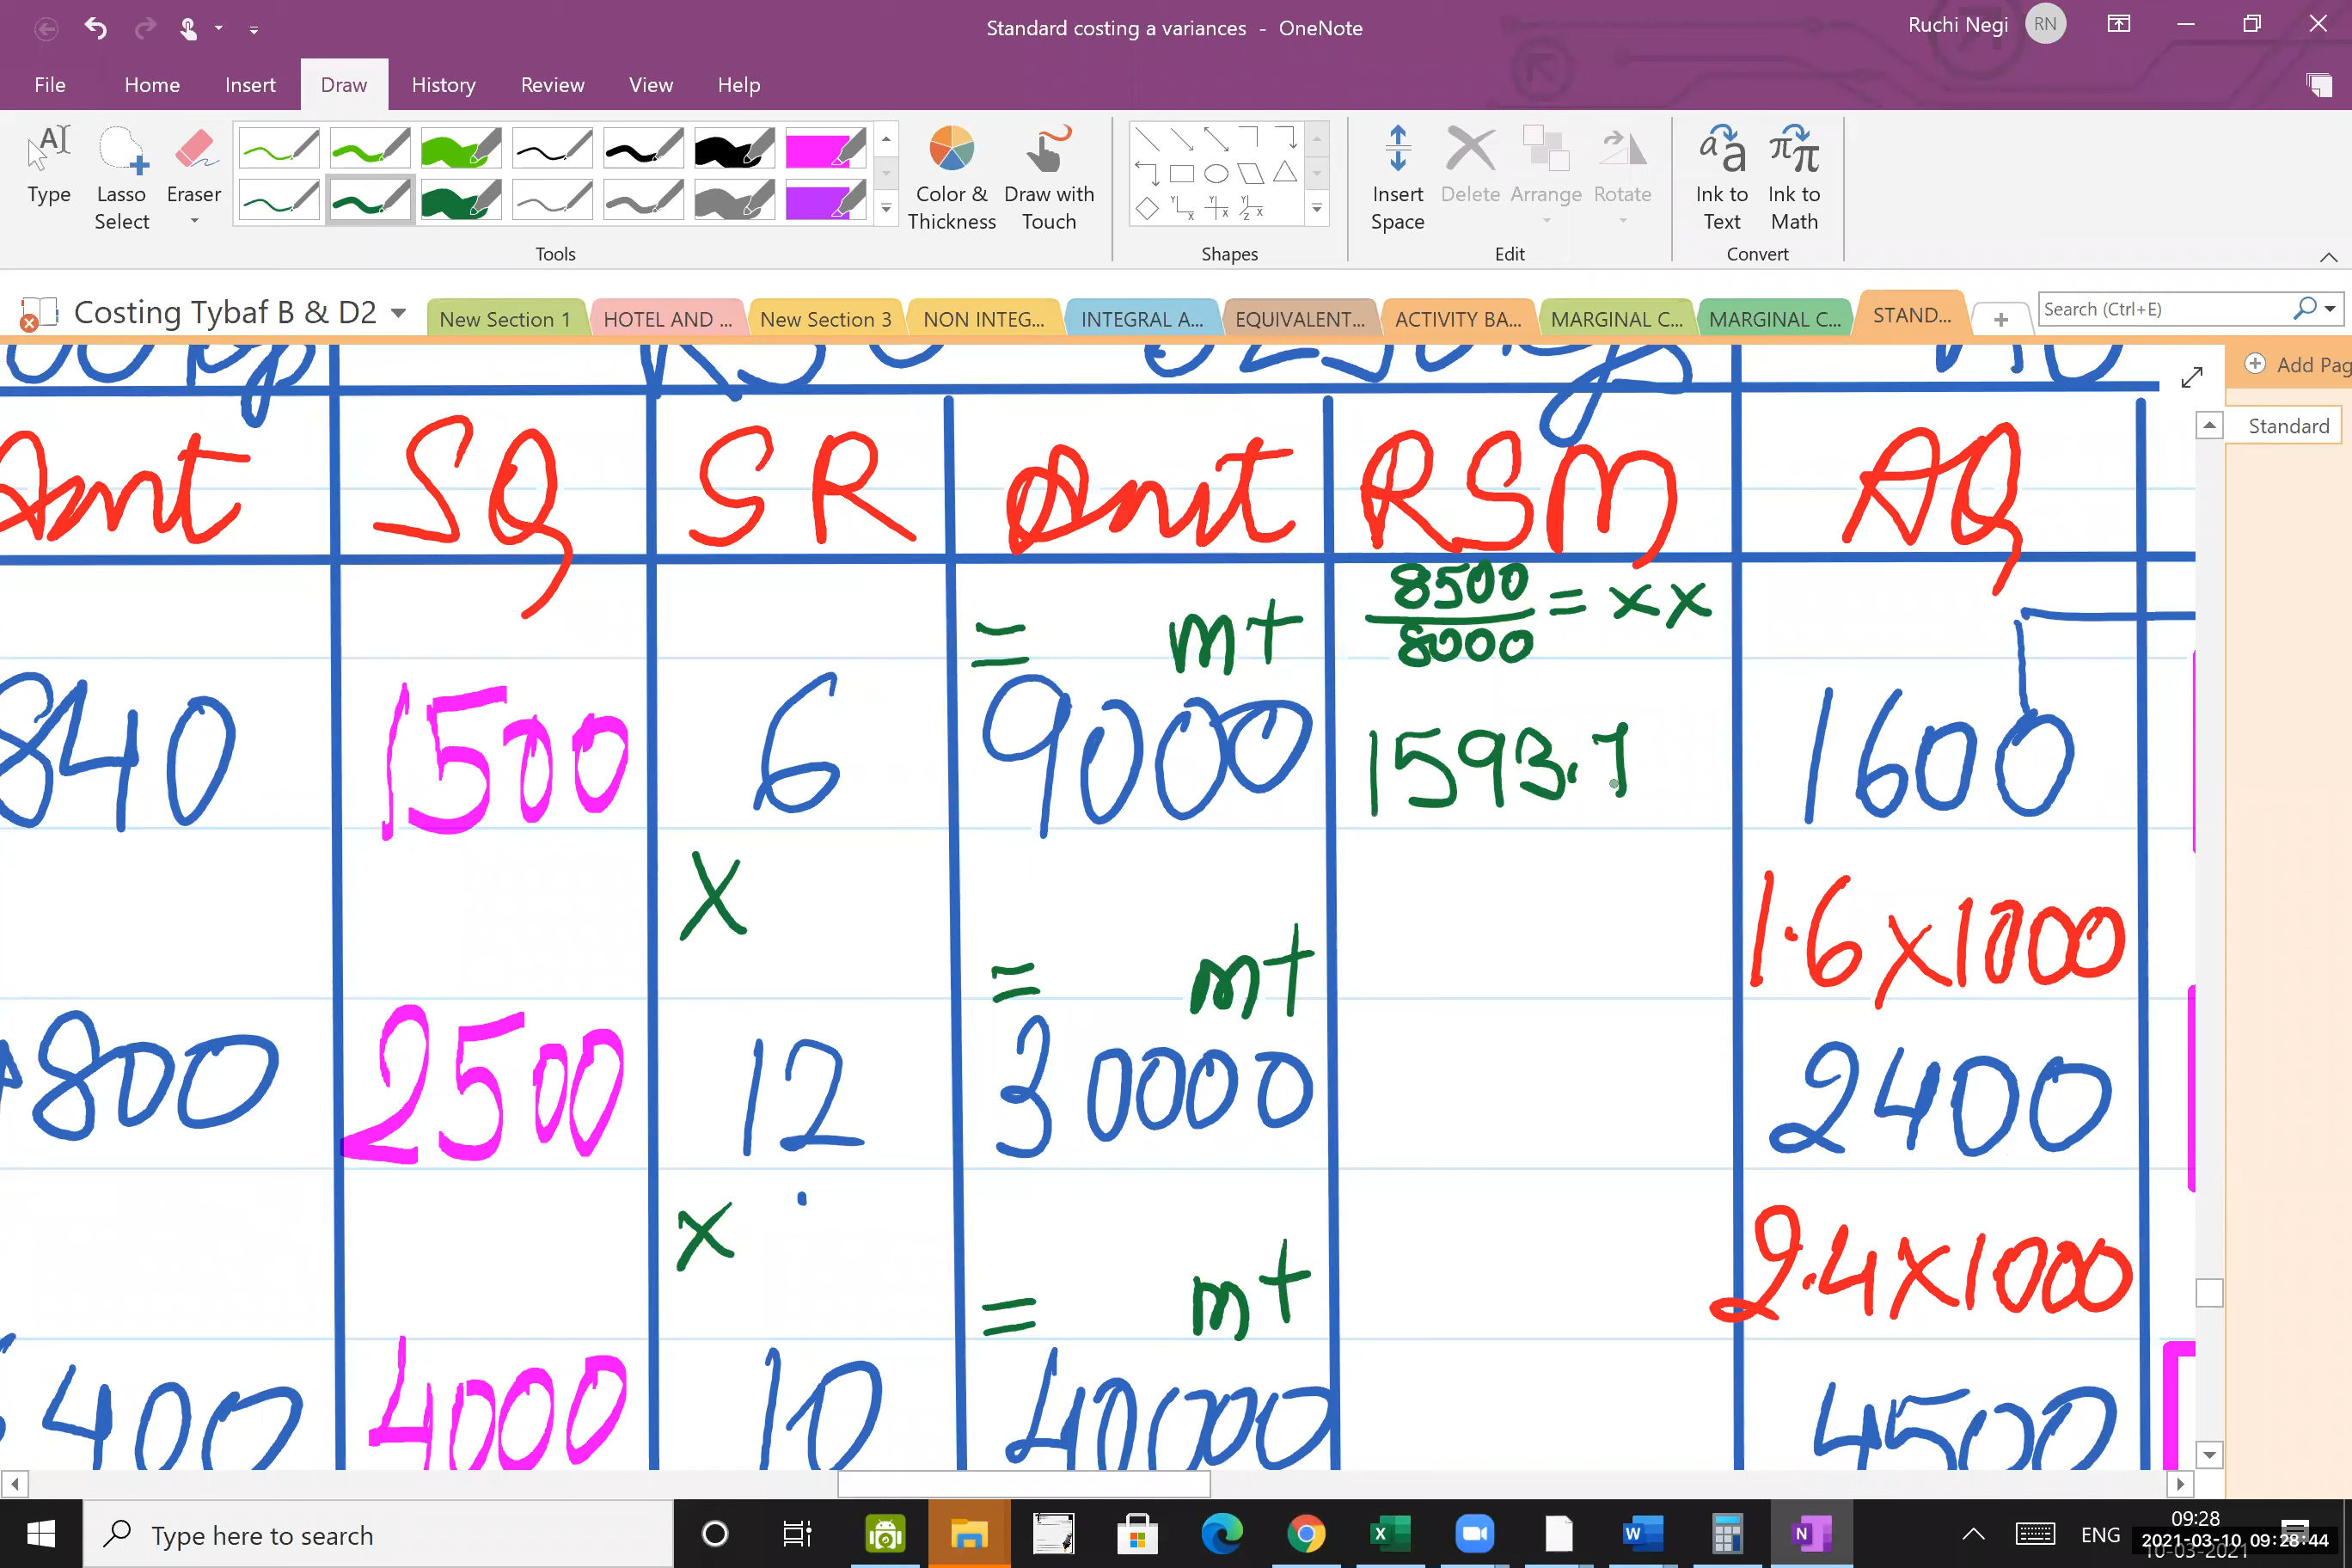 Standard costing a variances - OneNote
Ruchi Negi RN
File Home Insert Draw History Review View Help
Type
Lasso Select
Eraser
Color & Thickness
Draw with Touch
Insert Space
Delete
Arrange
Rotate
Ink to Text
Ink to Math
Tools
Shapes
Edit
Convert
Costing Tybaf B & D2
New Section 1
HOTEL AND ...
New Section 3
NON INTEG...
INTEGRAL A...
EQUIVALENT...
ACTIVITY BA...
MARGINAL C...
MARGINAL C...
STAND...
Search (Ctrl+E)
Add Pag
Standard
Amt SQ SR Amt RSM AQ
8500
8000
= x x
= mt
840 1500 6 9000 1593.7 1600
x 1.6x1000
= mt
800 2500 12 30000 2400
x 2.4x1000
= mt
400 4000 10 40000 4500
Type here to search
ENG
09:28
10-03-2021
2021-03-10 09:28:44